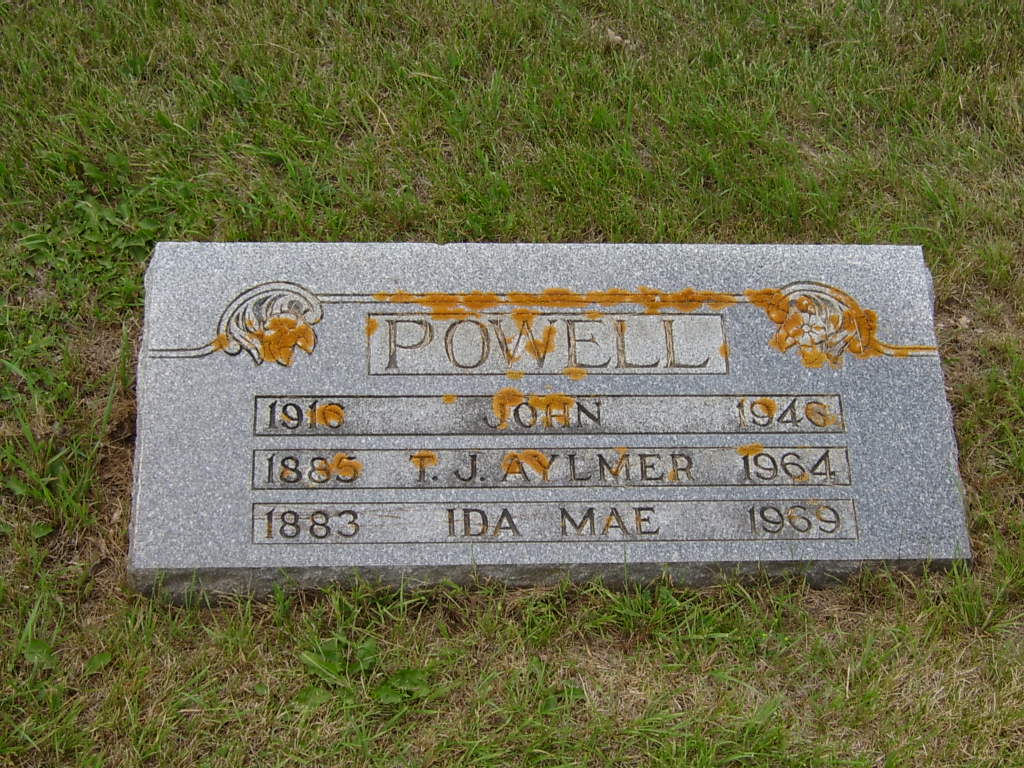 POWELL
1916 JOHN 1946
1885 T. J. AYLMER 1964
1883 IDA MAE 1969